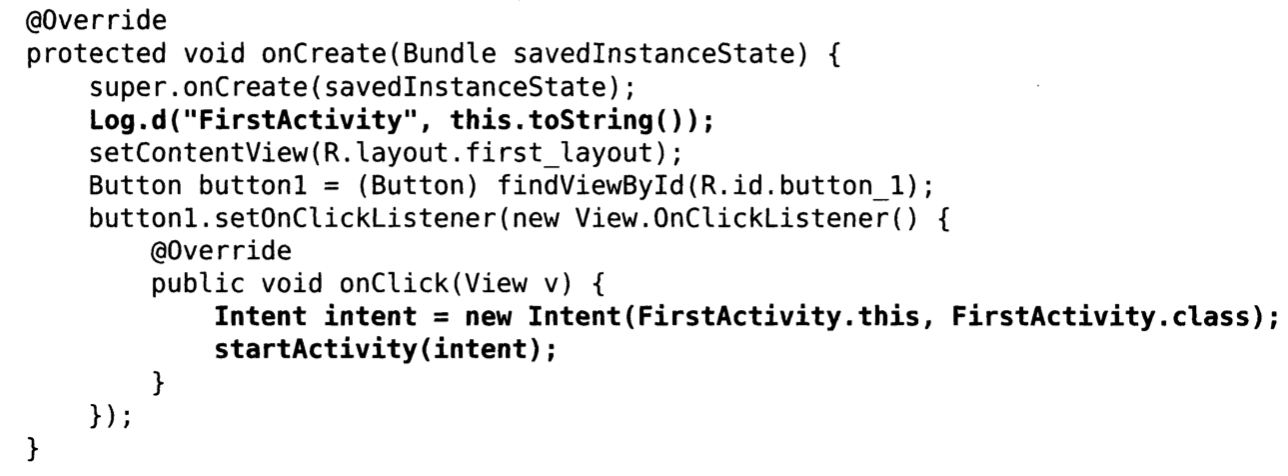 @Override
protected void onCreate(Bundle savedInstanceState) {
    super.onCreate(savedInstanceState);
    Log.d("FirstActivity", this.toString());
    setContentView(R.layout.first_layout);
    Button button1 = (Button) findViewById(R.id.button_1);
    button1.setOnClickListener(new View.OnClickListener() {
        @Override
        public void onClick(View v) {
            Intent intent = new Intent(FirstActivity.this, FirstActivity.class);
            startActivity(intent);
        }
    });
}